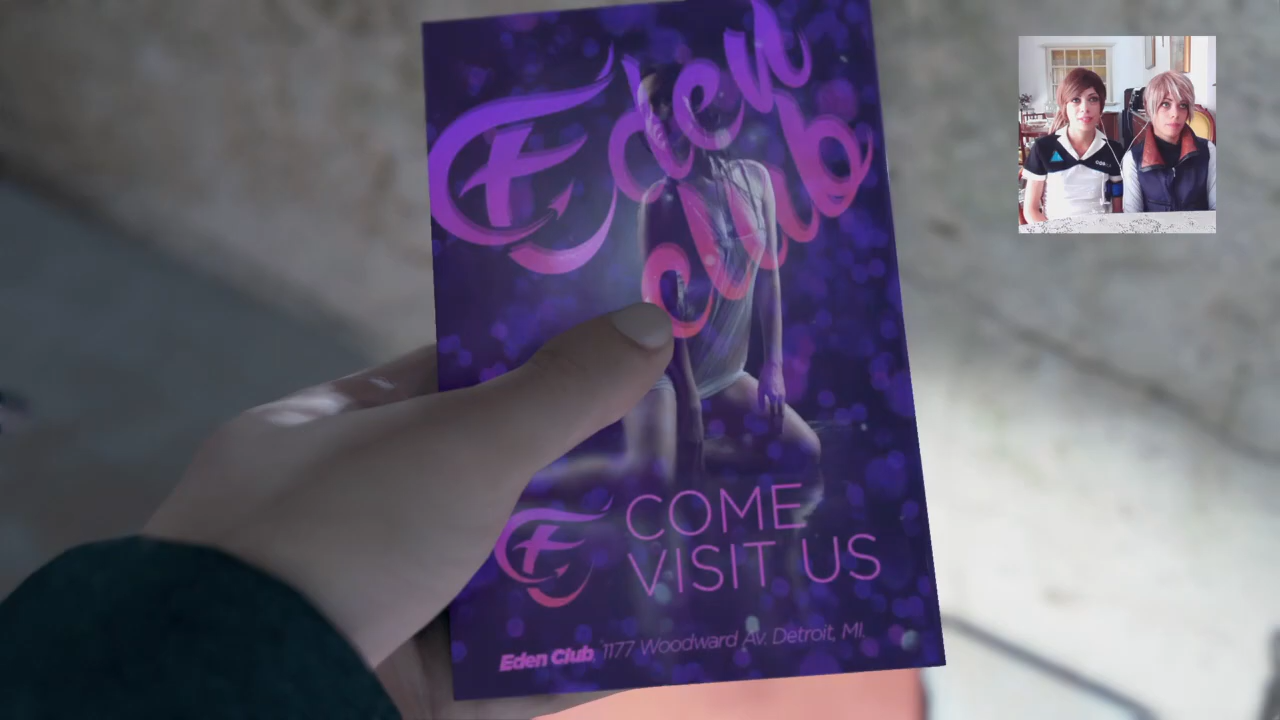 Eden
club
COME
VISIT US
Eden Club 1177 Woodward Av. Detroit, MI.